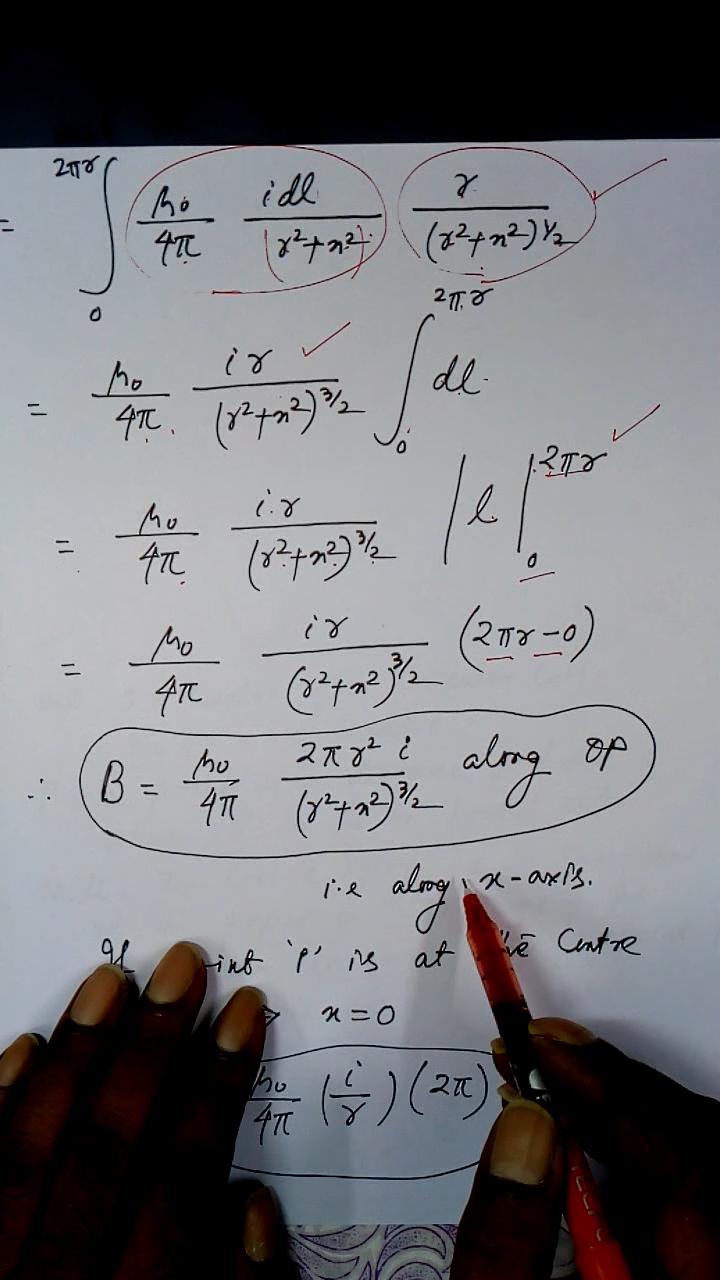 = ∫₀^{2πr} μ₀/4π i dl/(r²+x²) r/(r²+x²)^{1/2}
= μ₀/4π i r/(r²+x²)^{3/2} ∫₀^{2πr} dl.
= μ₀/4π i.r/(r²+x²)^{3/2} |l|₀^{2πr}
= μ₀/4π i r/(r²+x²)^{3/2} (2πr-0)
∴ B = μ₀/4π 2πr² i/(r²+x²)^{3/2} along OP
i.e along x-axis.
'P' is at Centre
x=0
μ₀/4π (i/r) (2π)